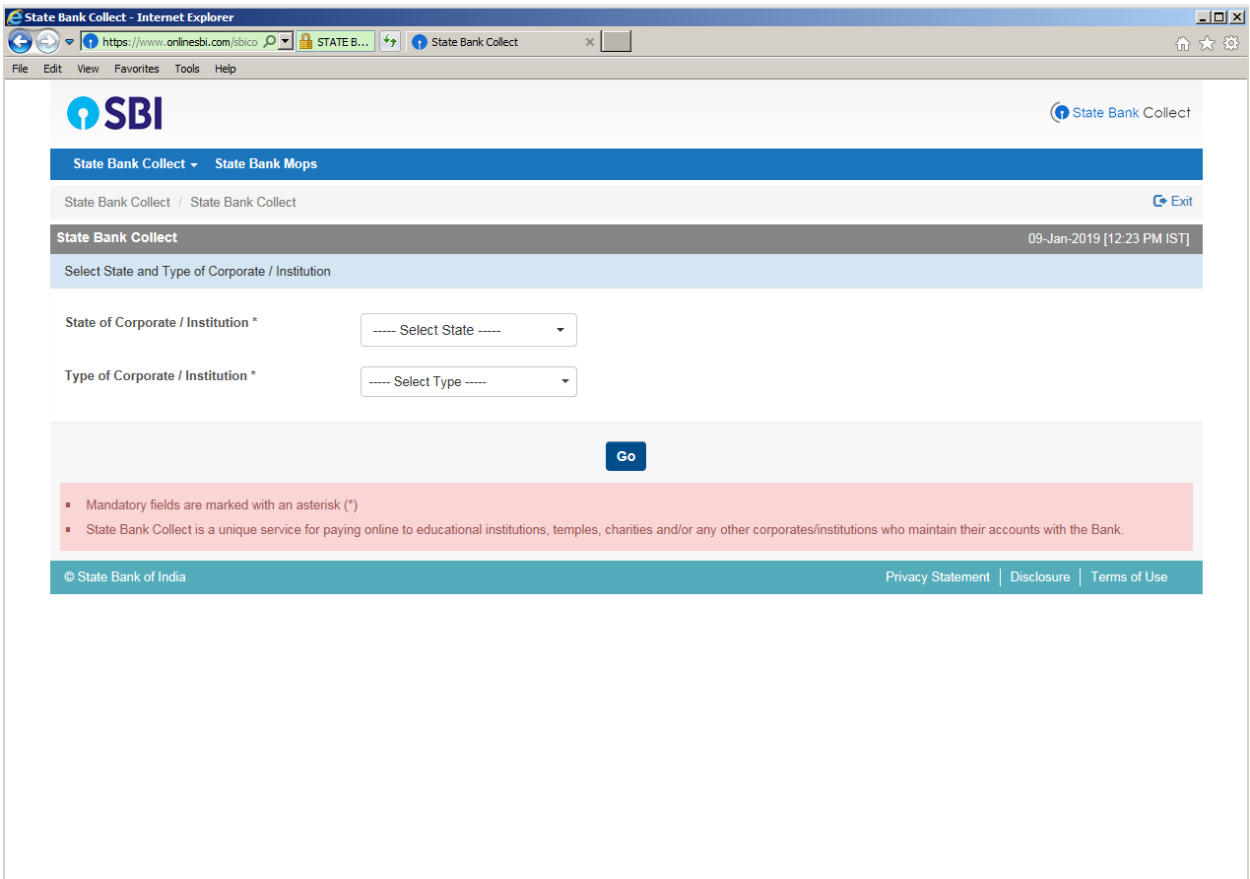 State Bank Collect - Internet Explorer
https://www.onlinesbi.com/sbico STATE B... State Bank Collect
File Edit View Favorites Tools Help
SBI State Bank Collect
State Bank Collect State Bank Mops
State Bank Collect / State Bank Collect Exit
State Bank Collect 09-Jan-2019 [12:23 PM IST]
Select State and Type of Corporate / Institution
State of Corporate / Institution * ----- Select State -----
Type of Corporate / Institution * ----- Select Type -----
Go
Mandatory fields are marked with an asterisk (*)
State Bank Collect is a unique service for paying online to educational institutions, temples, charities and/or any other corporates/institutions who maintain their accounts with the Bank.
© State Bank of India Privacy Statement | Disclosure | Terms of Use